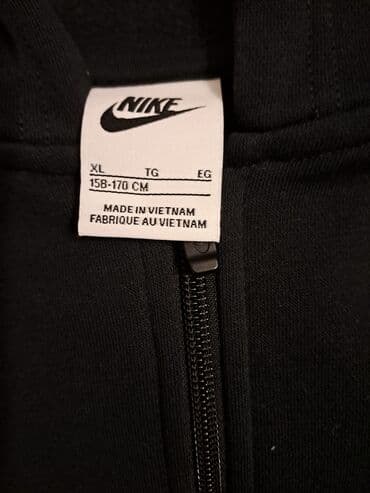 NIKE
XL TG EG
158-170 CM
MADE IN VIETNAM
FABRIQUE AU VIETNAM